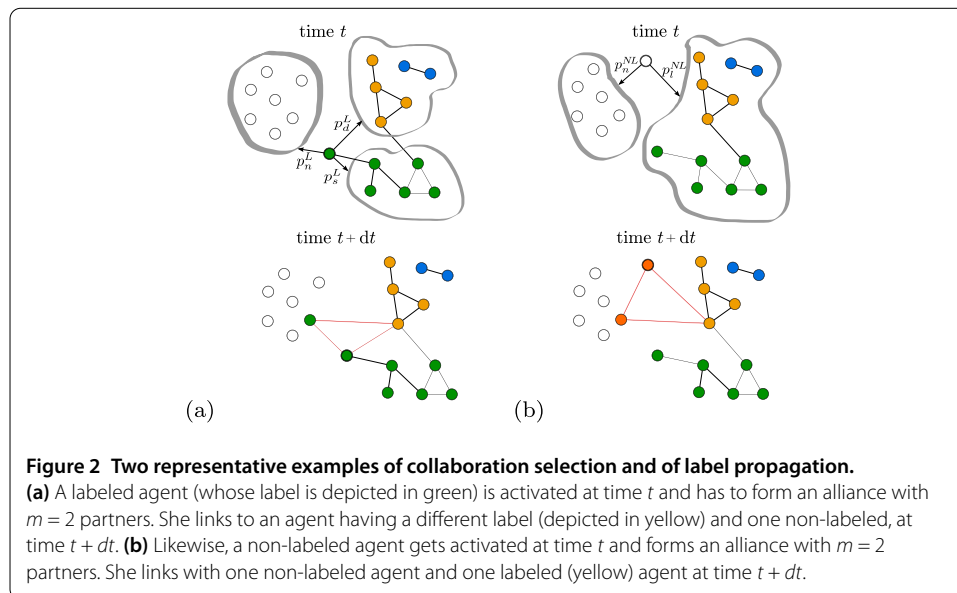 time t
time t
p_n^{NL}
p_l^{NL}
p_d^L
p_n^L
p_s^L
time t + dt
time t + dt
(a)
(b)
Figure 2 Two representative examples of collaboration selection and of label propagation.
(a) A labeled agent (whose label is depicted in green) is activated at time t and has to form an alliance with
m = 2 partners. She links to an agent having a different label (depicted in yellow) and one non-labeled, at
time t + dt. (b) Likewise, a non-labeled agent gets activated at time t and forms an alliance with m = 2
partners. She links with one non-labeled agent and one labeled (yellow) agent at time t + dt.